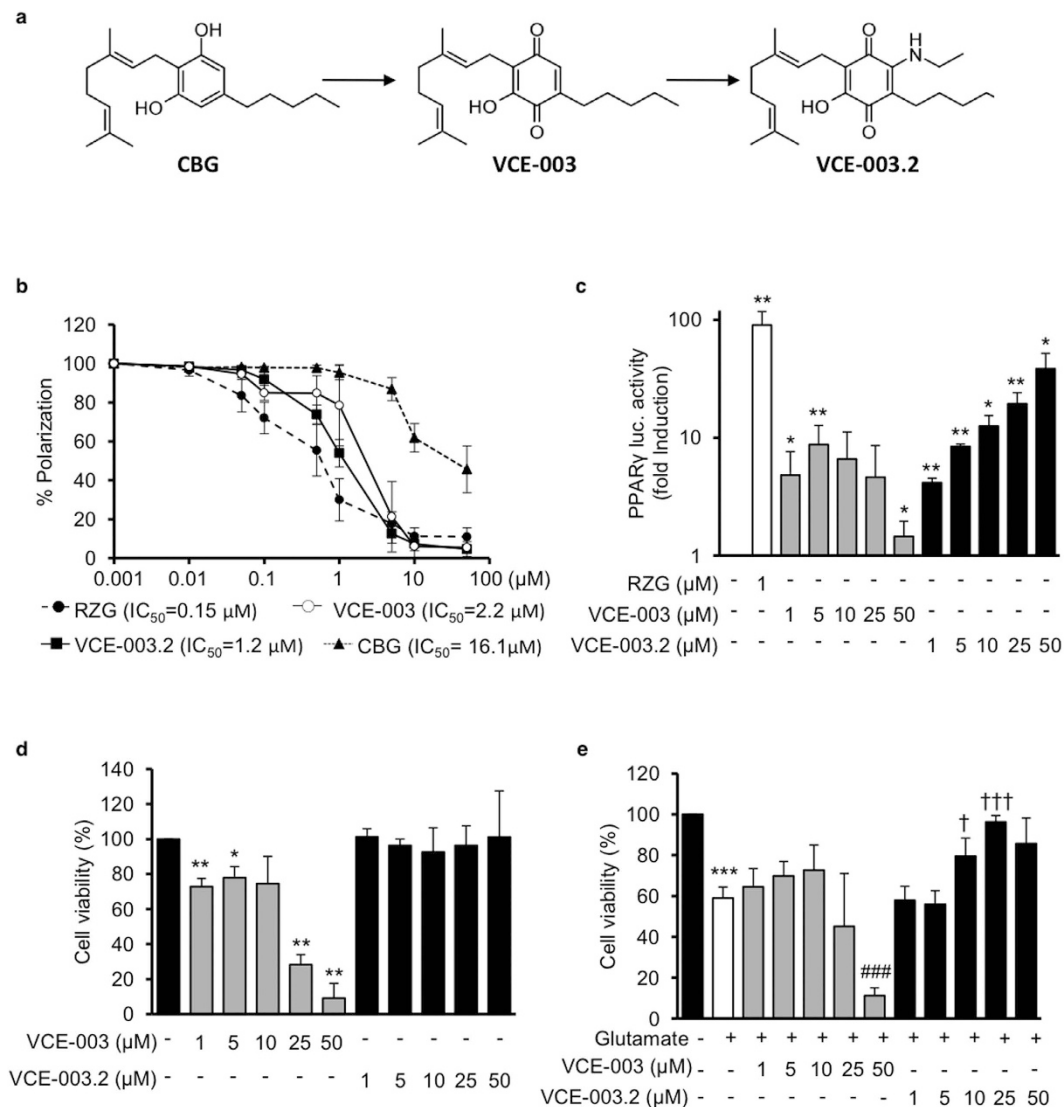 a
OH
HO
CBG
O
HO
O
VCE-003
O
H
N
HO
O
VCE-003.2
b
% Polarization
120
100
80
60
40
20
0
0.001 0.01 0.1 1 10 100 (µM)
RZG (IC50=0.15 µM) VCE-003 (IC50=2.2 µM)
VCE-003.2 (IC50=1.2 µM) CBG (IC50= 16.1µM)
c
PPARγ luc. activity
(fold Induction)
100
10
1
** * ** * ** ** * ** *
RZG (µM) - 1 - - - - - - - - - -
VCE-003 (µM) - - 1 5 10 25 50 - - - - -
VCE-003.2 (µM) - - - - - - - 1 5 10 25 50
d
Cell viability (%)
140
120
100
80
60
40
20
0
** * ** **
VCE-003 (µM) - 1 5 10 25 50 - - - - -
VCE-003.2 (µM) - - - - - - 1 5 10 25 50
e
Cell viability (%)
120
100
80
60
40
20
0
*** ### † †††
Glutamate - + + + + + + + + + + +
VCE-003 (µM) - - 1 5 10 25 50 - - - - -
VCE-003.2 (µM) - - - - - - - 1 5 10 25 50